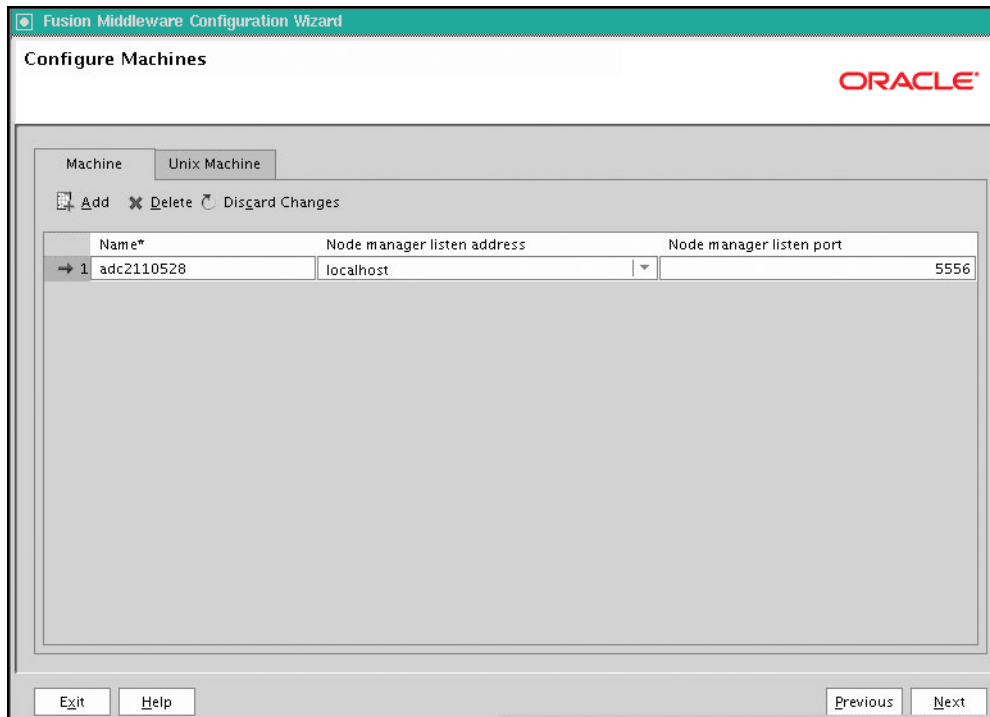 Fusion Middleware Configuration Wizard
Configure Machines
ORACLE
Machine Unix Machine
Add Delete Discard Changes
Name* Node manager listen address Node manager listen port
1 adc2110528 localhost 5556
Exit Help Previous Next